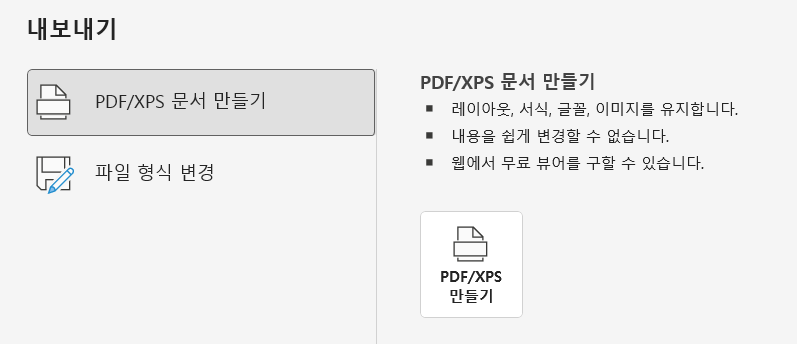 내보내기
PDF/XPS 문서 만들기
파일 형식 변경
PDF/XPS 문서 만들기
레이아웃, 서식, 글꼴, 이미지를 유지합니다.
내용을 쉽게 변경할 수 없습니다.
웹에서 무료 뷰어를 구할 수 있습니다.
PDF/XPS
만들기